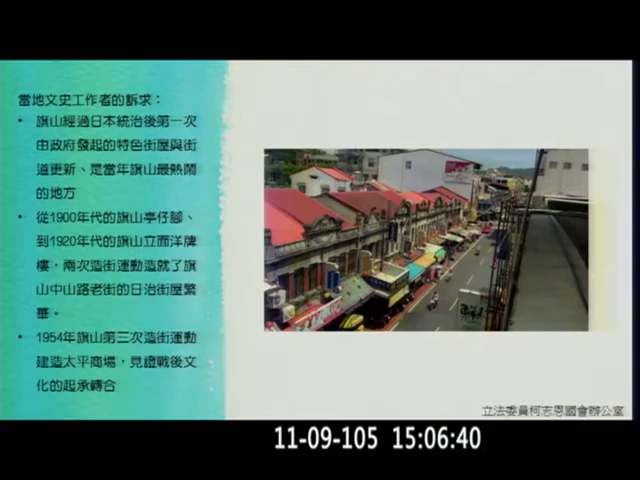 當地文史工作者的訴求：
• 旗山經過日本統治後第一次
由政府發起的特色街屋與街
道更新、是當年旗山最熱鬧
的地方
• 從1900年代的旗山亭仔腳、
到1920年代的旗山立面洋牌
樓，兩次造街運動造就了旗
山中山路老街的日治街屋繁
華。
• 1954年旗山第三次造街運動
建造太平商場，見證戰後文
化的起承轉合
立法委員柯志恩國會辦公室
11-09-105 15:06:40